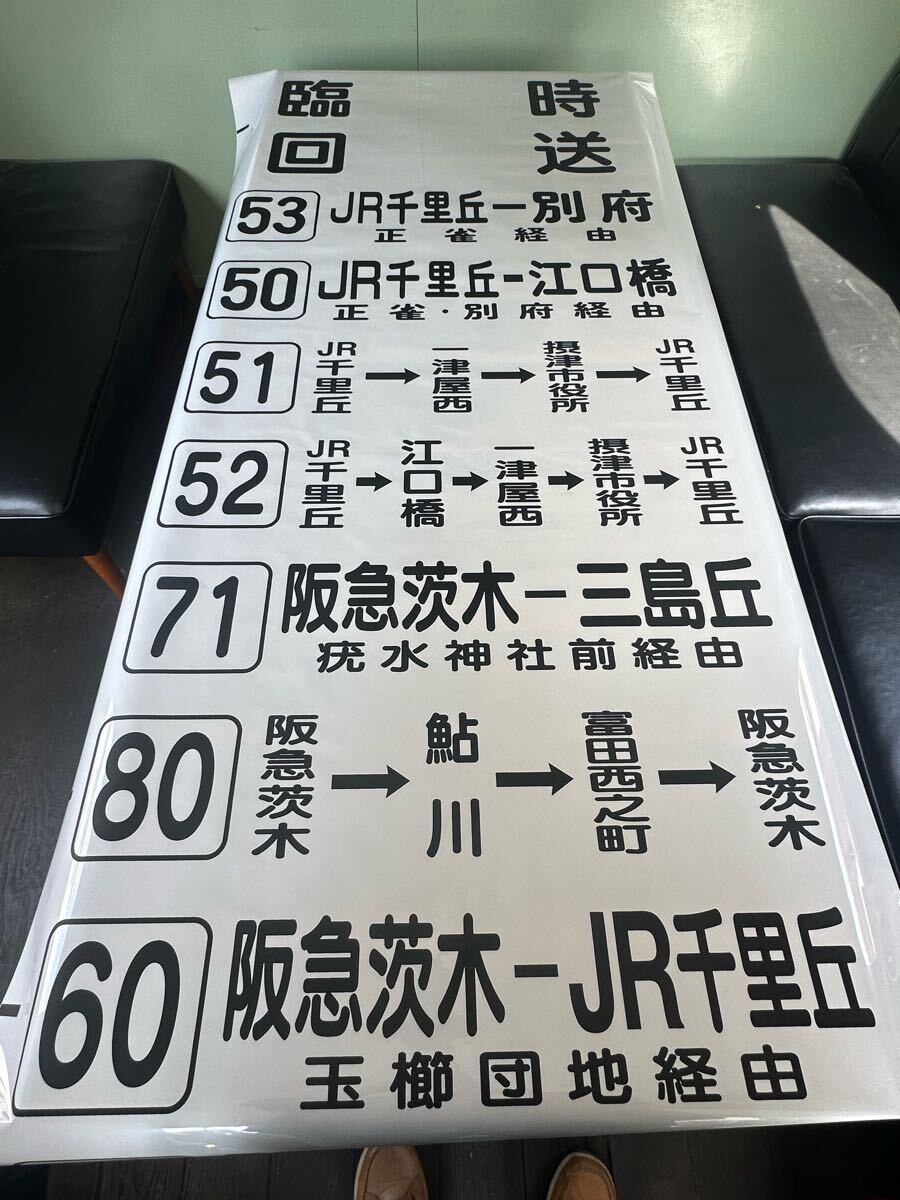 臨時
回送
53 JR千里丘ー別府
正雀経由
50 JR千里丘ー江口橋
正雀・別府経由
51 JR千里丘→一津屋西→摂津市役所→JR千里丘
52 JR千里丘→江口橋→一津屋西→摂津市役所→JR千里丘
71 阪急茨木ー三島丘
疣水神社前経由
80 阪急茨木→鮎川→富田西之町→阪急茨木
60 阪急茨木ーJR千里丘
玉櫛団地経由